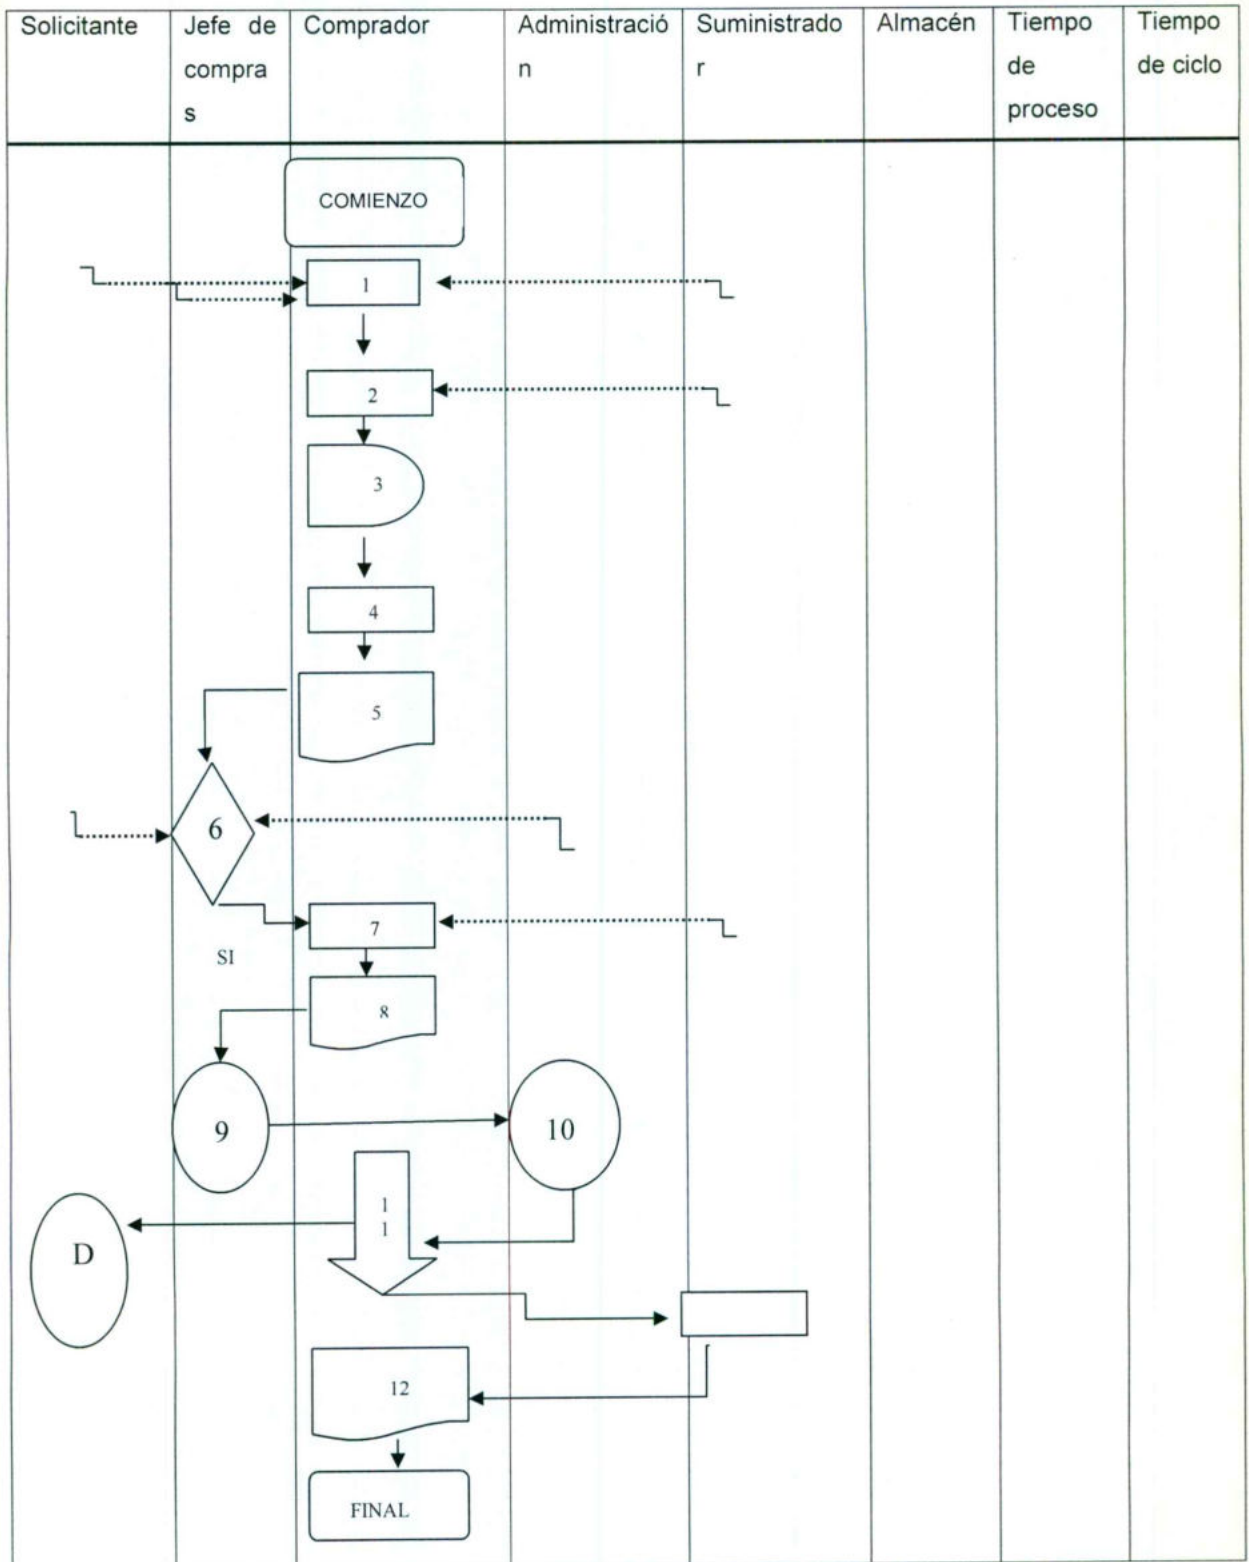 Solicitante
Jefe de
compra
s
Comprador
Administració
n
Suministrado
r
Almacén
Tiempo
de
proceso
Tiempo
de ciclo
COMIENZO
1
2
3
4
5
6
7
SI
8
9
10
1
1
D
12
FINAL